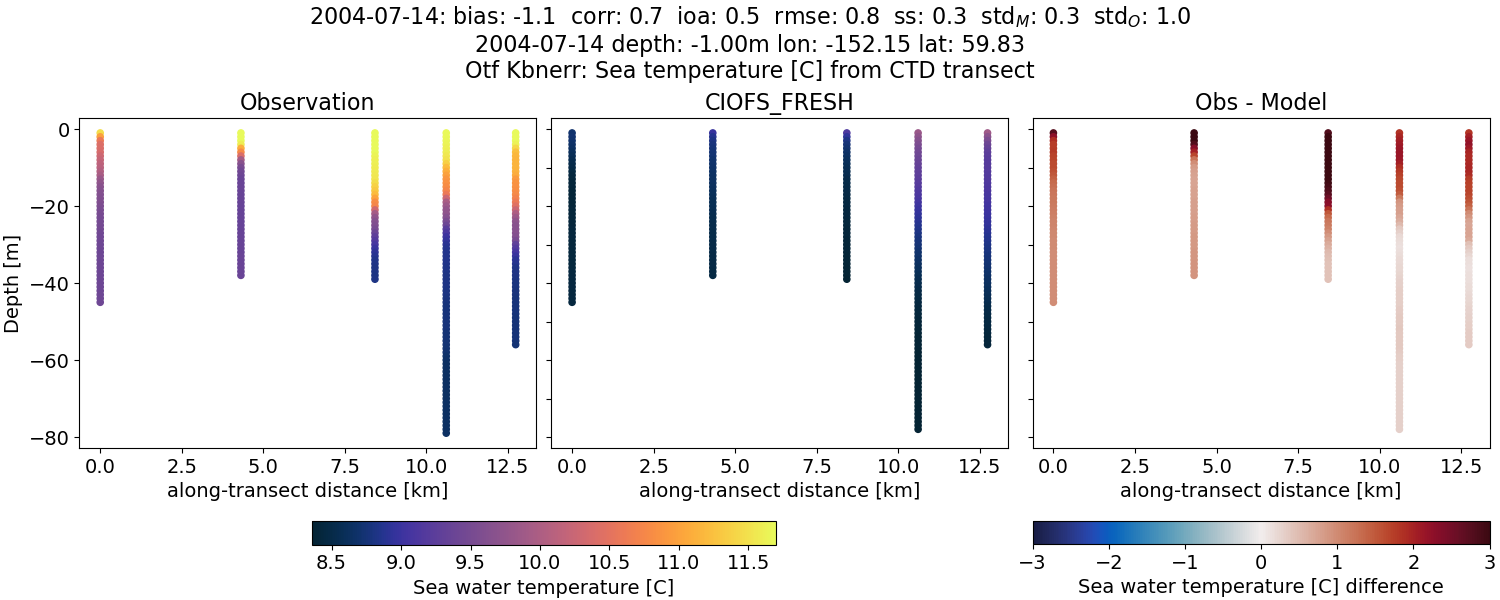 2004-07-14: bias: -1.1  corr: 0.7  ioa: 0.5  rmse: 0.8  ss: 0.3  std$_M$: 0.3  std$_O$: 1.0
2004-07-14 depth: -1.00m lon: -152.15 lat: 59.83
Otf Kbnerr: Sea temperature [C] from CTD transect
Observation
CIOFS_FRESH
Obs - Model
Depth [m]
0
−20
−40
−60
−80
0.0 2.5 5.0 7.5 10.0 12.5
0.0 2.5 5.0 7.5 10.0 12.5
0.0 2.5 5.0 7.5 10.0 12.5
along-transect distance [km]
along-transect distance [km]
along-transect distance [km]
8.5 9.0 9.5 10.0 10.5 11.0 11.5
Sea water temperature [C]
−3 −2 −1 0 1 2 3
Sea water temperature [C] difference